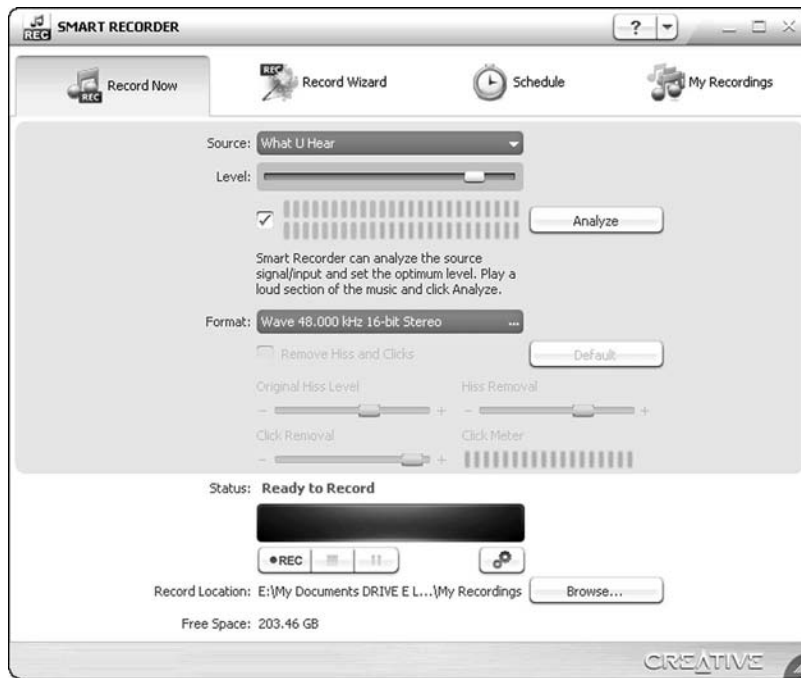 REC
SMART RECORDER
?
REC
Record Now
REC
Record Wizard
Schedule
My Recordings
Source: What U Hear
Level:
Analyze
Smart Recorder can analyze the source
signal/input and set the optimum level. Play a
loud section of the music and click Analyze.
Format: Wave 48.000 kHz 16-bit Stereo ...
Remove Hiss and Clicks
Default
Original Hiss Level Hiss Removal
- + - +
Click Removal Click Meter
- +
Status: Ready to Record
REC
Record Location: E:\My Documents DRIVE E L...\My Recordings Browse...
Free Space: 203.46 GB
CREATIVE